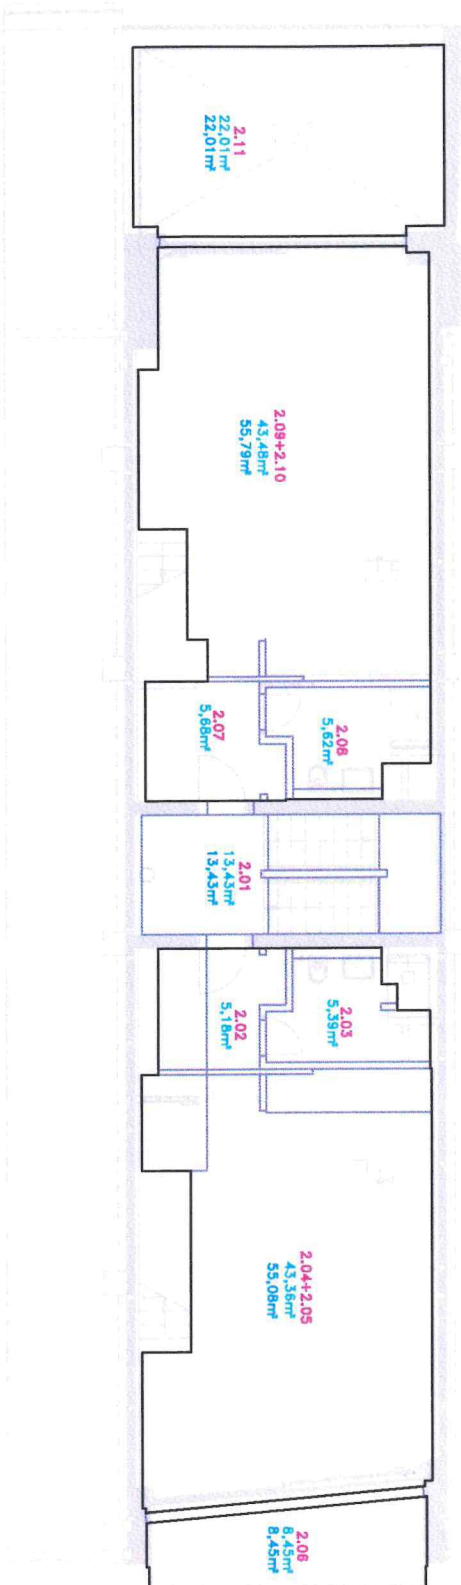 2.11
22,01m²
22,01m²
2.09+2.10
43,48m²
55,79m²
2.07
5,68m²
2.08
5,62m²
2.01
13,43m²
13,43m²
2.02
5,18m²
2.03
5,39m²
2.04+2.05
43,36m²
55,08m²
2.06
8,45m²
8,45m²